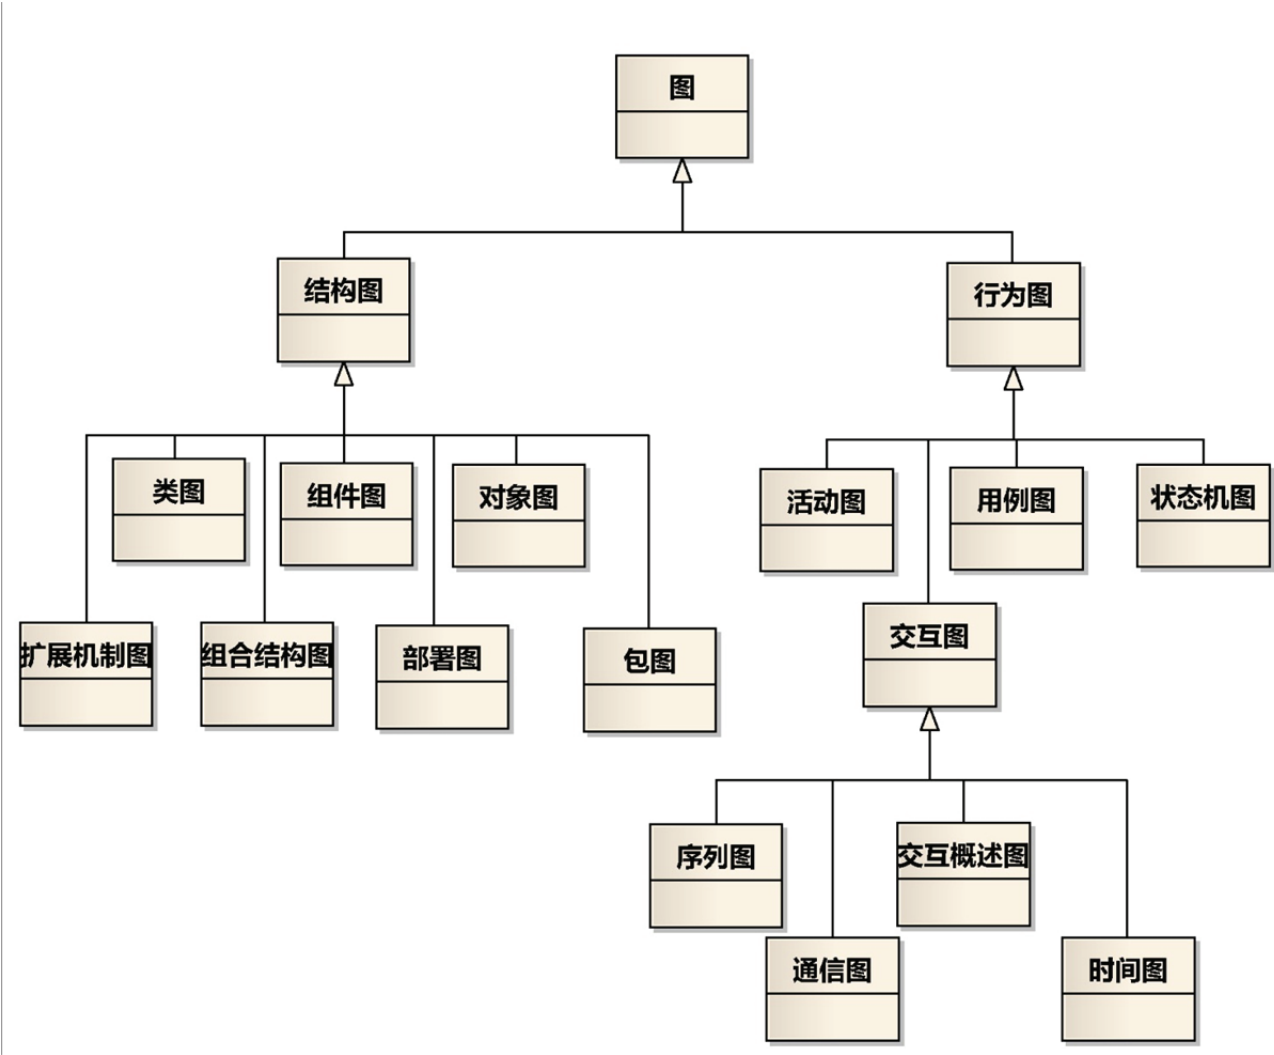 图
结构图
行为图
类图
组件图
对象图
活动图
用例图
状态机图
扩展机制图
组合结构图
部署图
包图
交互图
序列图
交互概述图
通信图
时间图